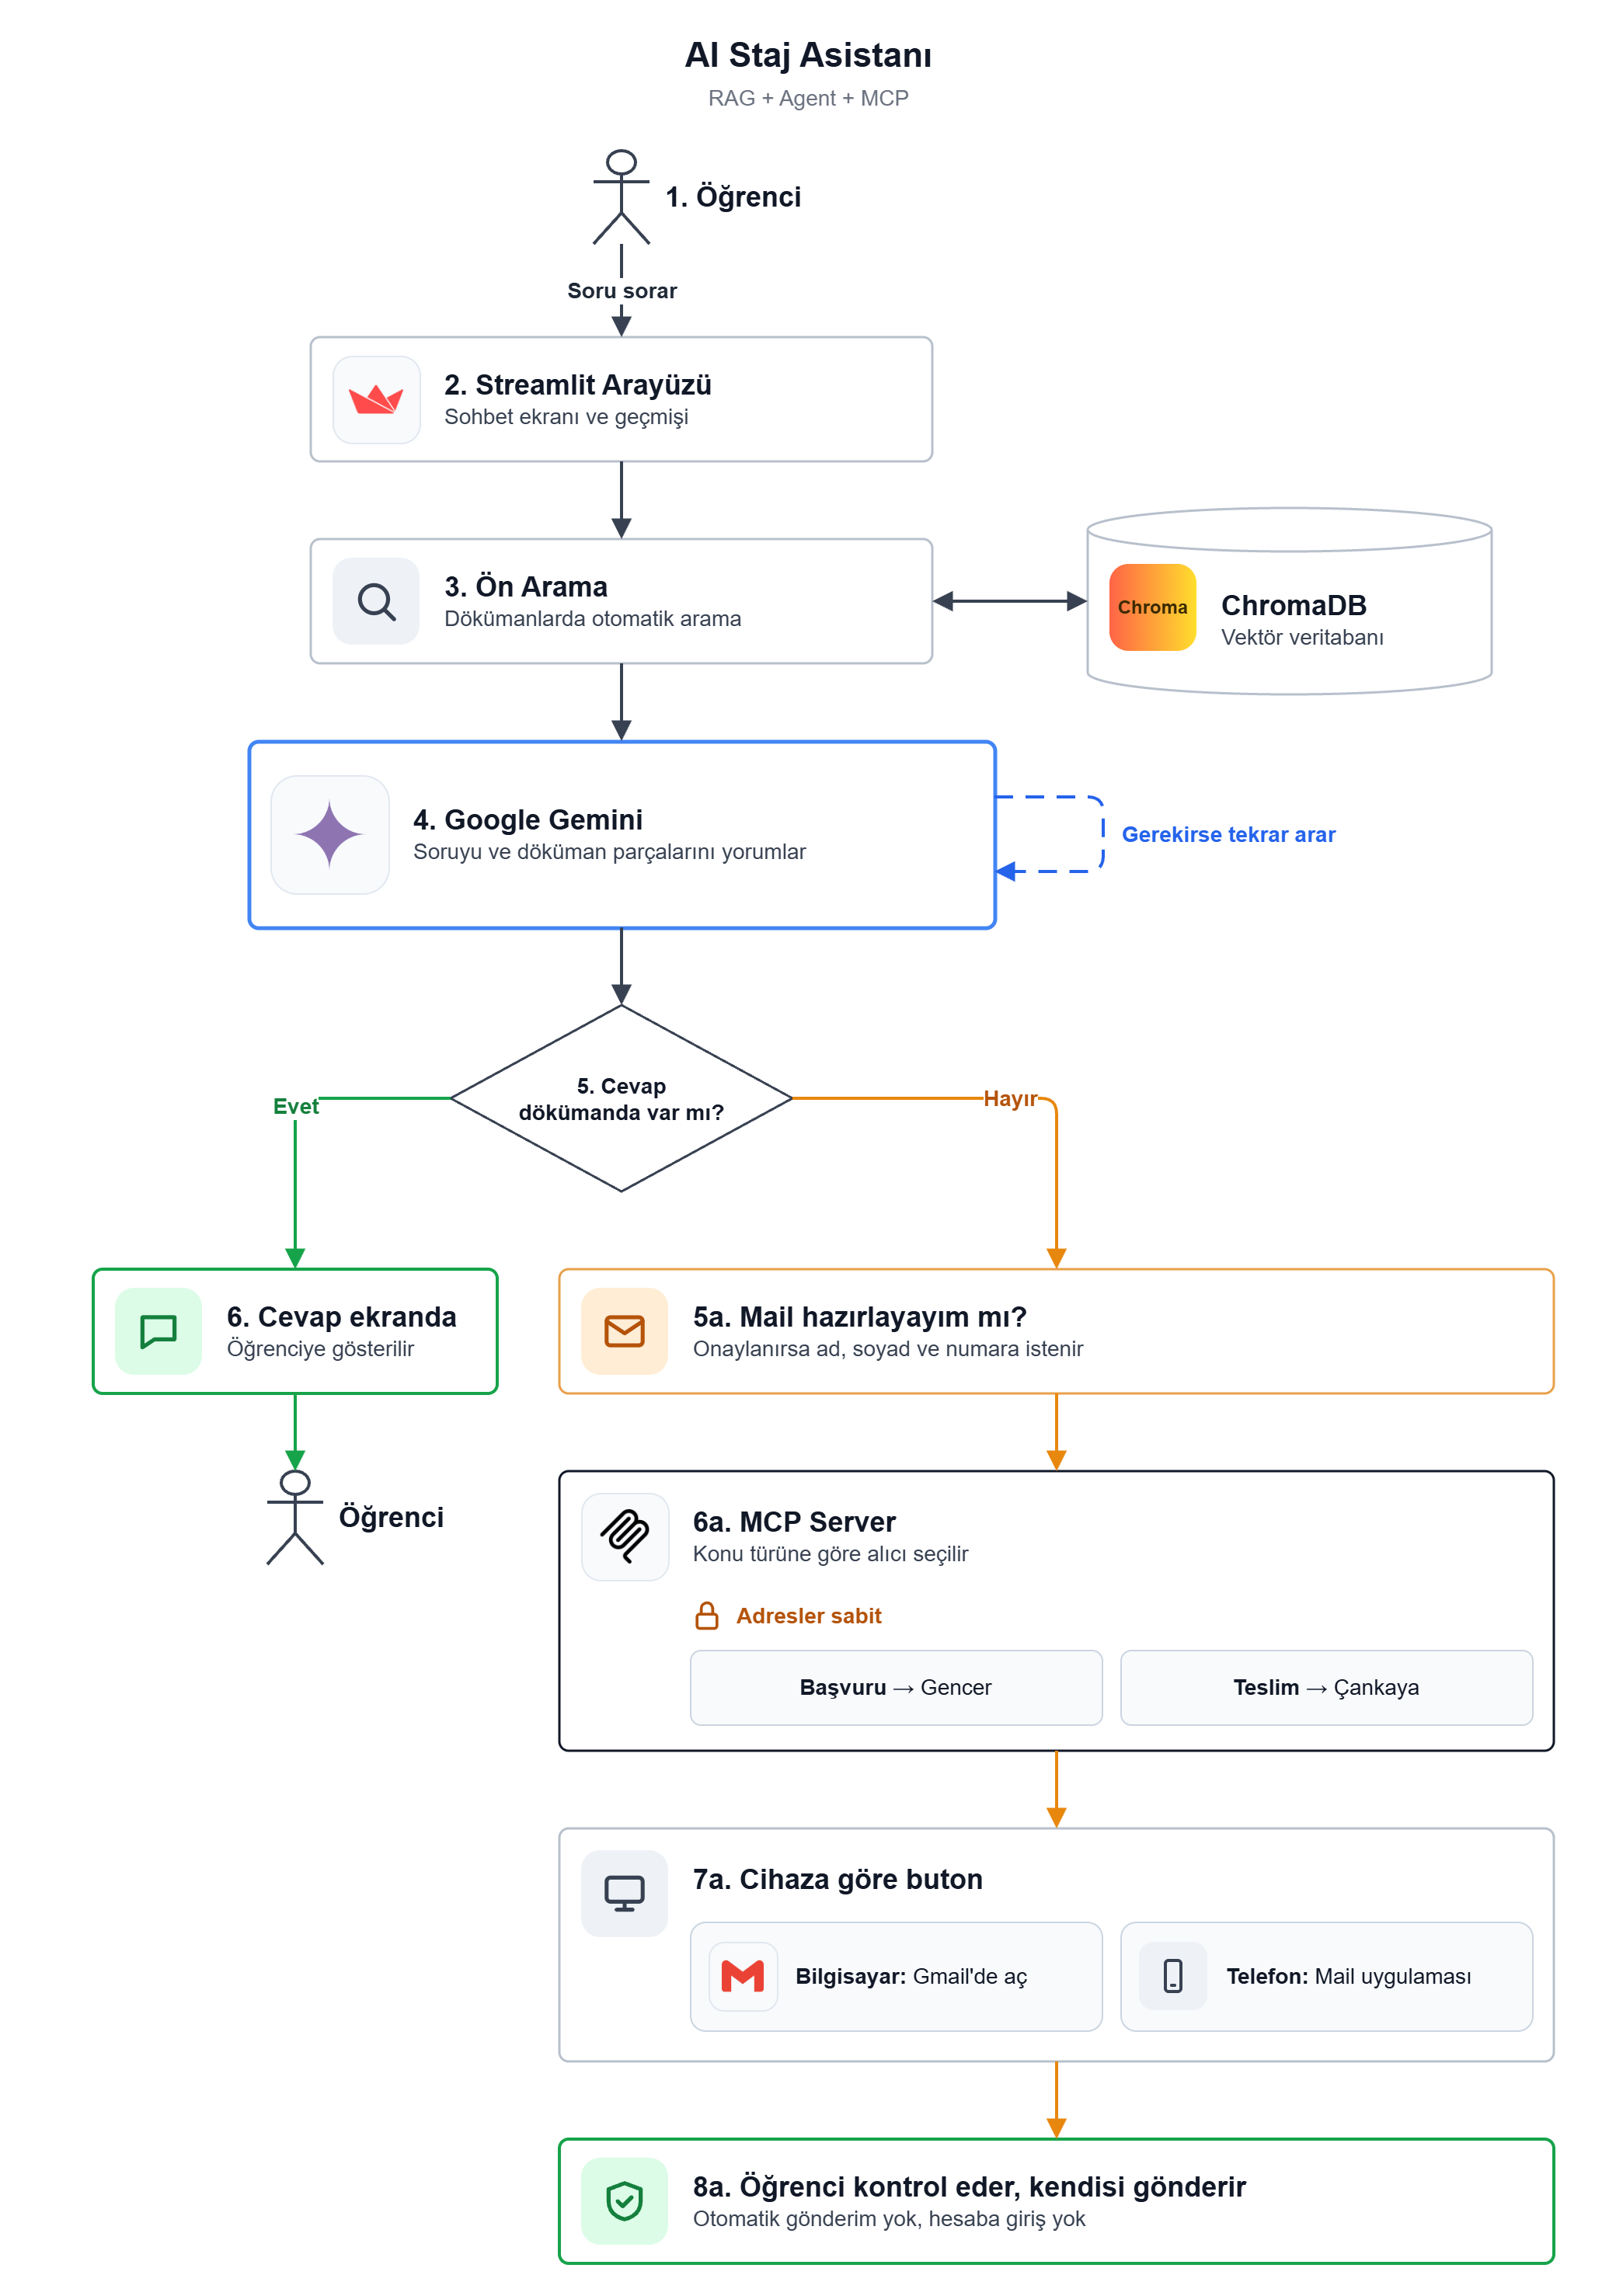 AI Staj Asistanı
RAG + Agent + MCP
1. Öğrenci
Soru sorar
2. Streamlit Arayüzü
Sohbet ekranı ve geçmişi
3. Ön Arama
Dökümanlarda otomatik arama
Chroma
ChromaDB
Vektör veritabanı
4. Google Gemini
Soruyu ve döküman parçalarını yorumlar
Gerekirse tekrar arar
5. Cevap
dökümanda var mı?
Evet
Hayır
6. Cevap ekranda
Öğrenciye gösterilir
Öğrenci
5a. Mail hazırlayayım mı?
Onaylanırsa ad, soyad ve numara istenir
6a. MCP Server
Konu türüne göre alıcı seçilir
Adresler sabit
Başvuru → Gencer
Teslim → Çankaya
7a. Cihaza göre buton
Bilgisayar: Gmail'de aç
Telefon: Mail uygulaması
8a. Öğrenci kontrol eder, kendisi gönderir
Otomatik gönderim yok, hesaba giriş yok